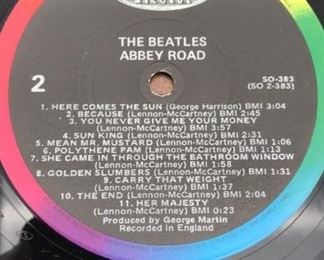 RECORDS
THE BEATLES
ABBEY ROAD
2
SO-383
(SO 2-383)
1. HERE COMES THE SUN (George Harrison) BMI 3:04
2. BECAUSE (Lennon-McCartney) BMI 2:45
3. YOU NEVER GIVE ME YOUR MONEY
(Lennon-McCartney) BMI 3:57
4. SUN KING (Lennon-McCartney) BMI 2:31
5. MEAN MR. MUSTARD (Lennon-McCartney) BMI 1:06
6. POLYTHENE PAM (Lennon-McCartney) BMI 1:13
7. SHE CAME IN THROUGH THE BATHROOM WINDOW
(Lennon-McCartney) BMI 1:58
8. GOLDEN SLUMBERS (Lennon-McCartney) BMI 1:31
9. CARRY THAT WEIGHT
(Lennon-McCartney) BMI 1:37
10. THE END (Lennon-McCartney) BMI 2:04
11. HER MAJESTY
(Lennon-McCartney) BMI 0:23
Produced by George Martin
Recorded in England